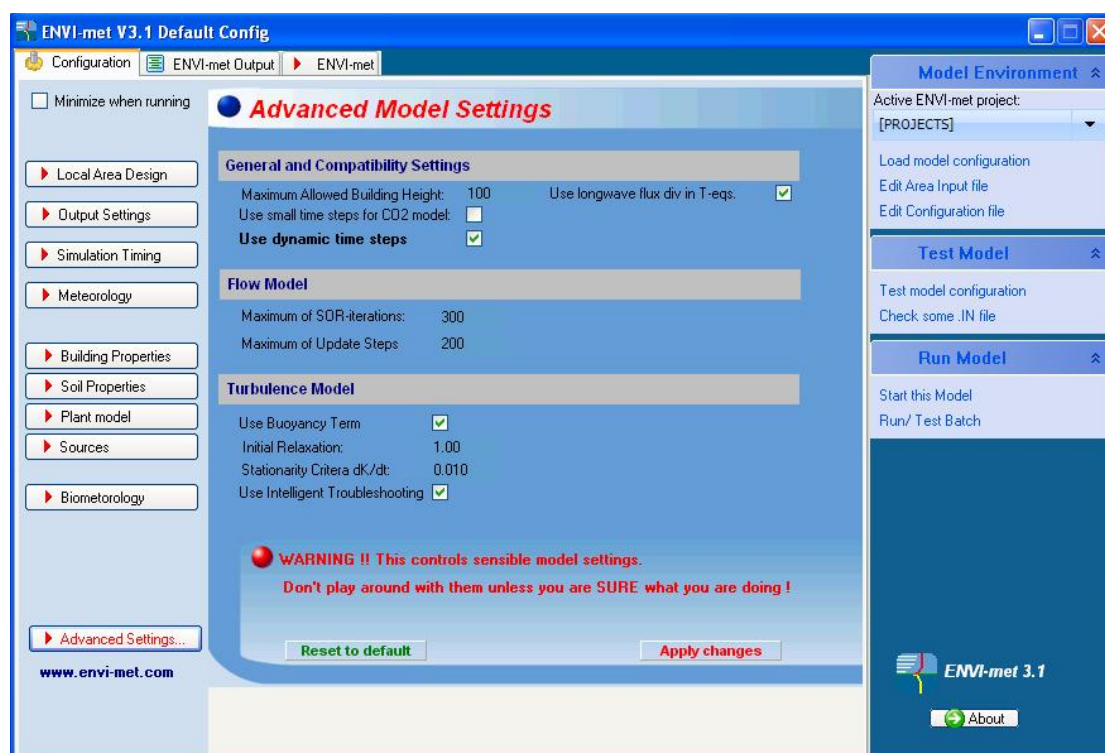 ENVI-met V3.1 Default Config
Configuration ENVI-met Output ENVI-met
Minimize when running
Local Area Design
Output Settings
Simulation Timing
Meteorology
Building Properties
Soil Properties
Plant model
Sources
Biometorology
Advanced Settings...
www.envi-met.com
Advanced Model Settings
General and Compatibility Settings
Maximum Allowed Building Height: 100 Use longwave flux div in T-eqs.
Use small time steps for CO2 model:
Use dynamic time steps
Flow Model
Maximum of SOR-iterations: 300
Maximum of Update Steps 200
Turbulence Model
Use Buoyancy Term
Initial Relaxation: 1.00
Stationarity Critera dK/dt: 0.010
Use Intelligent Troubleshooting
WARNING !! This controls sensible model settings.
Don't play around with them unless you are SURE what you are doing !
Reset to default Apply changes
Model Environment
Active ENVI-met project:
[PROJECTS]
Load model configuration
Edit Area Input file
Edit Configuration file
Test Model
Test model configuration
Check some .IN file
Run Model
Start this Model
Run/ Test Batch
ENVI-met 3.1
About